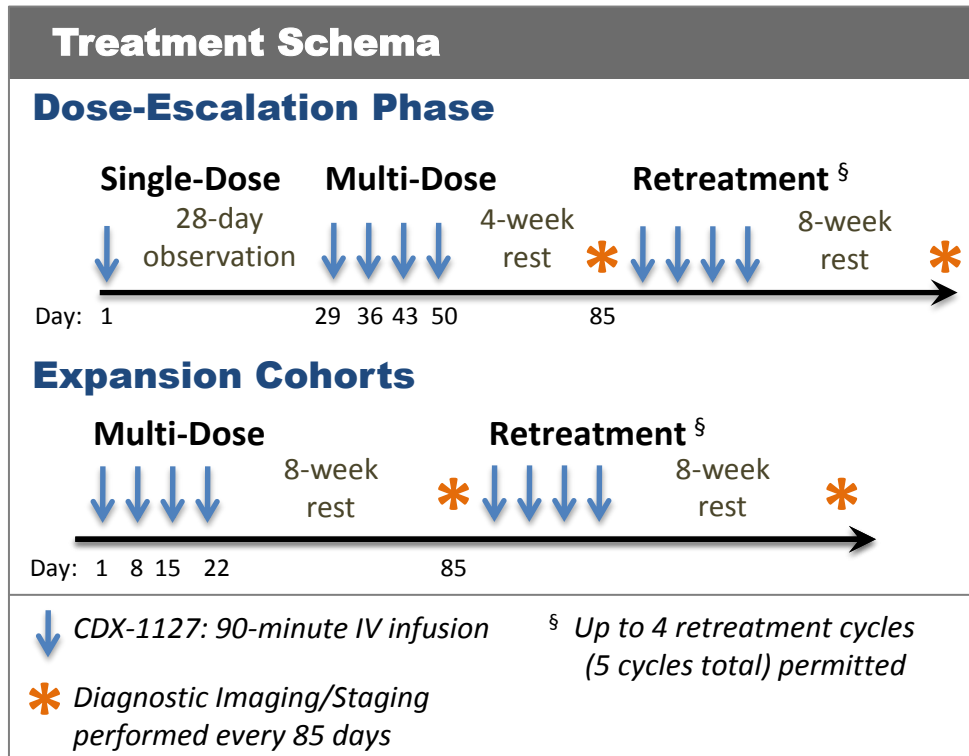 Treatment Schema
Dose-Escalation Phase
Single-Dose Multi-Dose Retreatment §
28-day observation
4-week rest
8-week rest
*
*
Day: 1 29 36 43 50 85
Expansion Cohorts
Multi-Dose Retreatment §
8-week rest
8-week rest
*
*
Day: 1 8 15 22 85
CDX-1127: 90-minute IV infusion
* Diagnostic Imaging/Staging
performed every 85 days
§ Up to 4 retreatment cycles
(5 cycles total) permitted